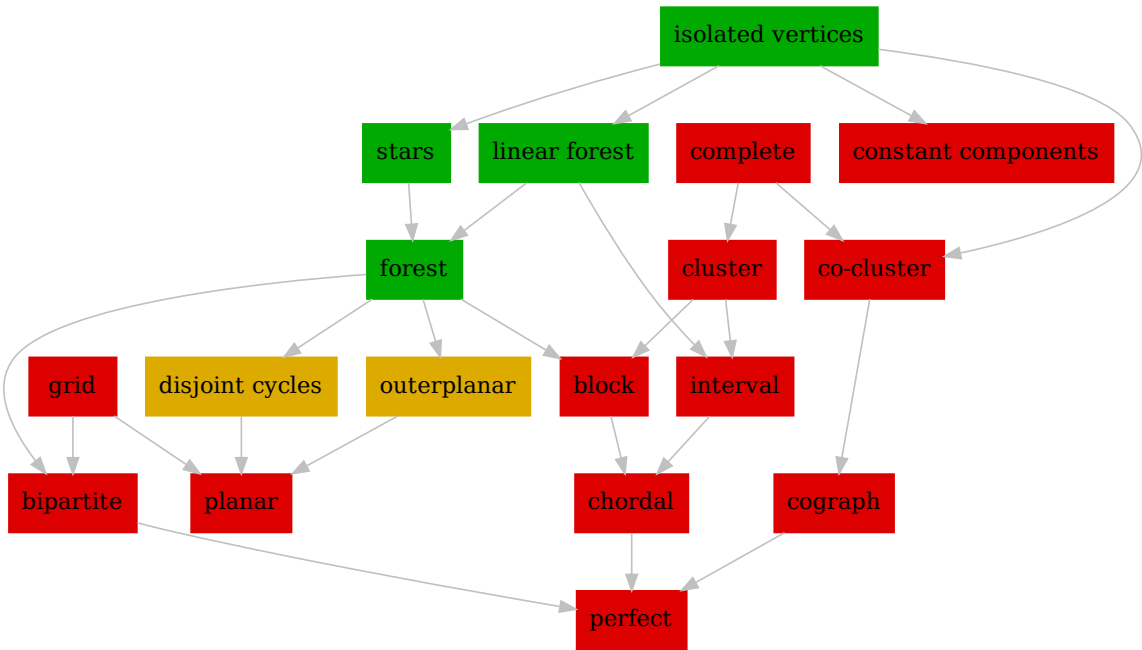 isolated vertices
stars
linear forest
complete
constant components
forest
cluster
co-cluster
grid
disjoint cycles
outerplanar
block
interval
bipartite
planar
chordal
cograph
perfect